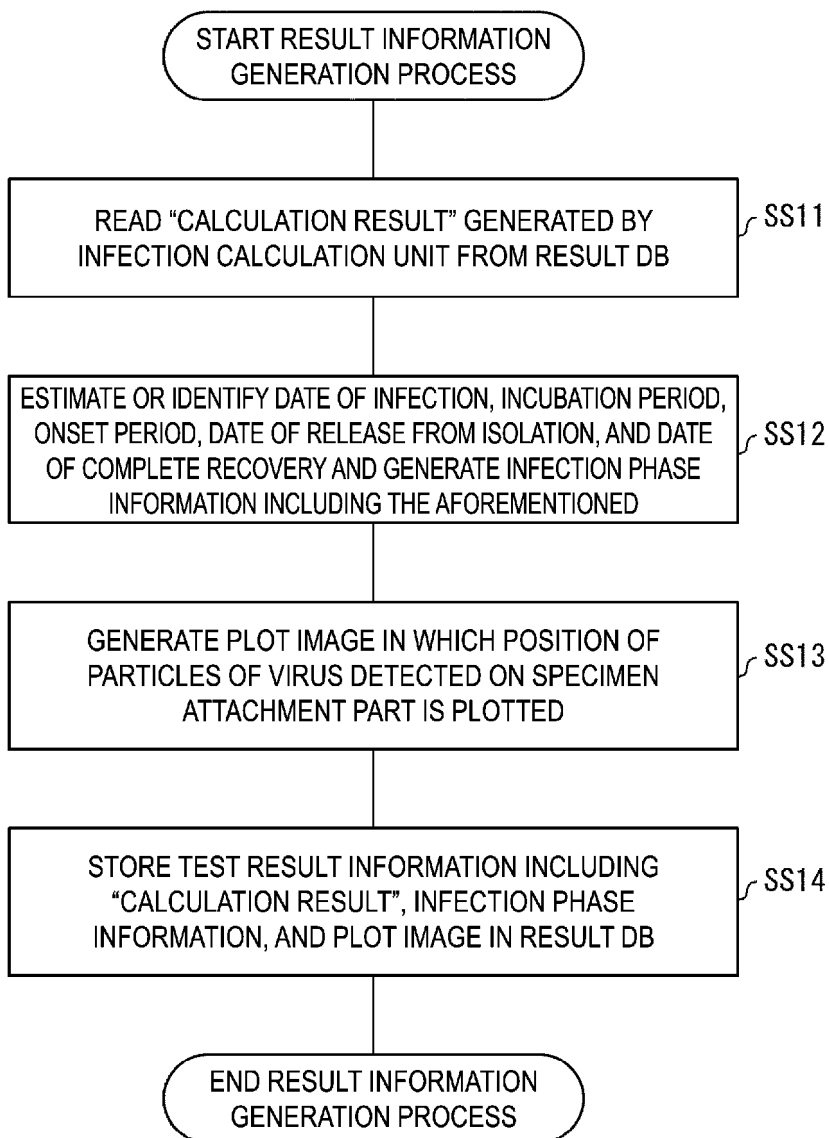 START RESULT INFORMATION
GENERATION PROCESS
READ “CALCULATION RESULT” GENERATED BY
INFECTION CALCULATION UNIT FROM RESULT DB
SS11
ESTIMATE OR IDENTIFY DATE OF INFECTION, INCUBATION PERIOD,
ONSET PERIOD, DATE OF RELEASE FROM ISOLATION, AND DATE
OF COMPLETE RECOVERY AND GENERATE INFECTION PHASE
INFORMATION INCLUDING THE AFOREMENTIONED
SS12
GENERATE PLOT IMAGE IN WHICH POSITION OF
PARTICLES OF VIRUS DETECTED ON SPECIMEN
ATTACHMENT PART IS PLOTTED
SS13
STORE TEST RESULT INFORMATION INCLUDING
“CALCULATION RESULT”, INFECTION PHASE
INFORMATION, AND PLOT IMAGE IN RESULT DB
SS14
END RESULT INFORMATION
GENERATION PROCESS